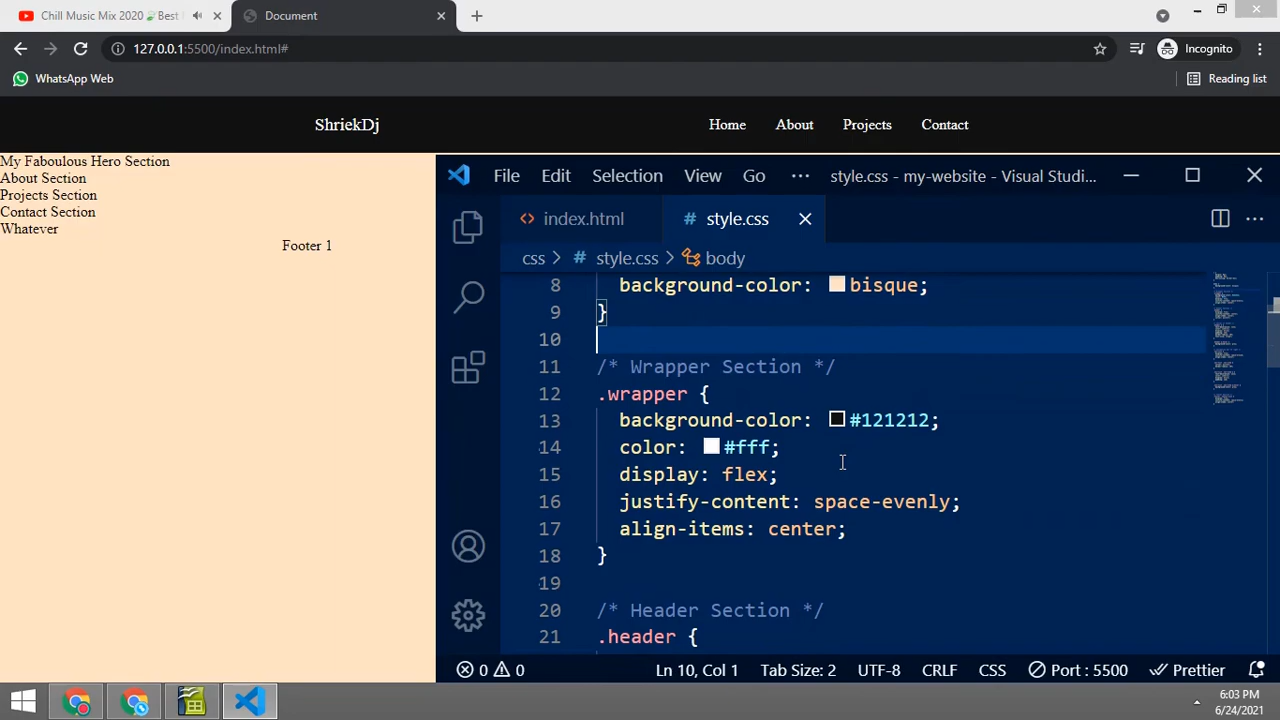 Chill Music Mix 2020 Best
Document
127.0.0.1:5500/index.html#
Incognito
WhatsApp Web
Reading list
ShriekDj
Home About Projects Contact
My Faboulous Hero Section
About Section
Projects Section
Contact Section
Whatever
Footer 1
File Edit Selection View Go ··· style.css - my-website - Visual Studi...
index.html
# style.css
css > # style.css > body
8 background-color: bisque;
9 }
10
11 /* Wrapper Section */
12 .wrapper {
13 background-color: #121212;
14 color: #fff;
15 display: flex;
16 justify-content: space-evenly;
17 align-items: center;
18 }
19
20 /* Header Section */
21 .header {
0 0 Ln 10, Col 1 Tab Size: 2 UTF-8 CRLF CSS Port : 5500 Prettier
6:03 PM
6/24/2021